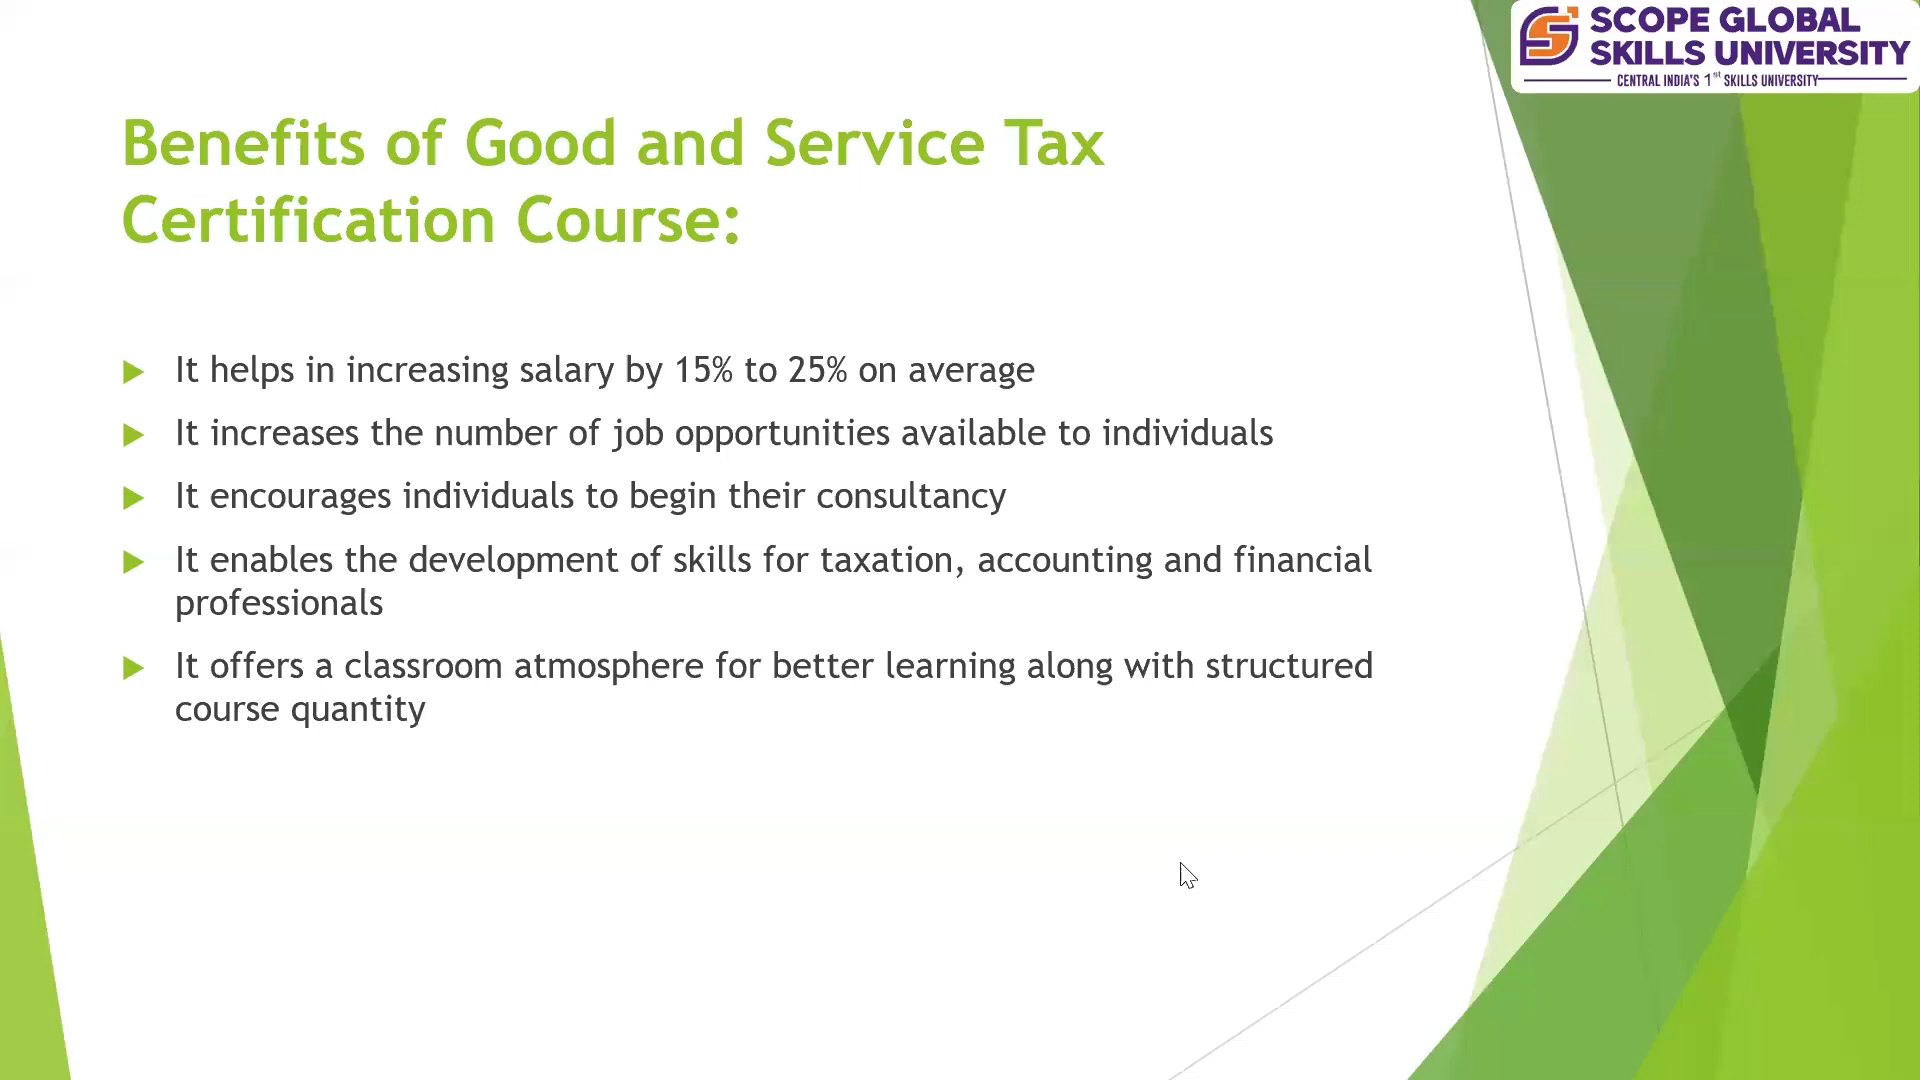 SCOPE GLOBAL
SKILLS UNIVERSITY
CENTRAL INDIA'S 1st SKILLS UNIVERSITY
Benefits of Good and Service Tax
Certification Course:
It helps in increasing salary by 15% to 25% on average
It increases the number of job opportunities available to individuals
It encourages individuals to begin their consultancy
It enables the development of skills for taxation, accounting and financial
professionals
It offers a classroom atmosphere for better learning along with structured
course quantity